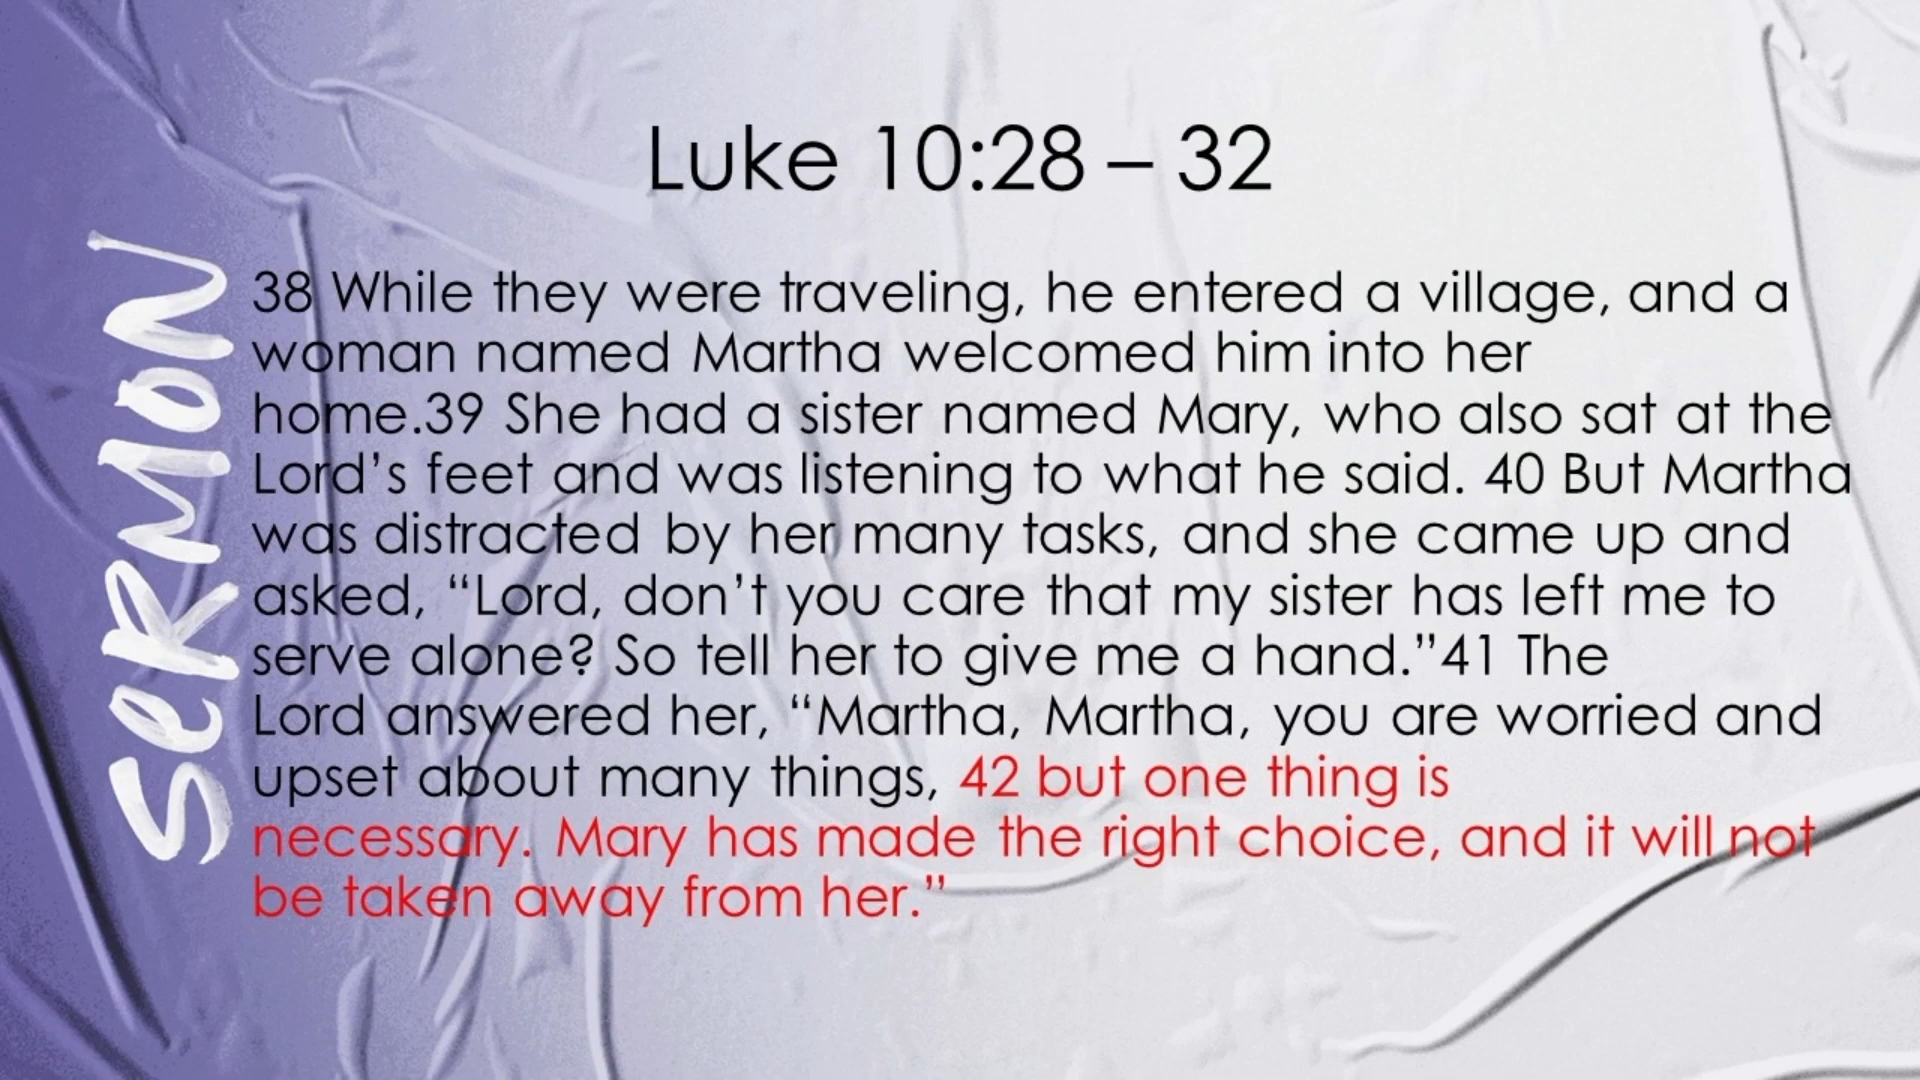 Luke 10:28 – 32
SeRMON
38 While they were traveling, he entered a village, and a
woman named Martha welcomed him into her
home.39 She had a sister named Mary, who also sat at the
Lord’s feet and was listening to what he said. 40 But Martha
was distracted by her many tasks, and she came up and
asked, “Lord, don’t you care that my sister has left me to
serve alone? So tell her to give me a hand.”41 The
Lord answered her, “Martha, Martha, you are worried and
upset about many things, 42 but one thing is
necessary. Mary has made the right choice, and it will not
be taken away from her.”